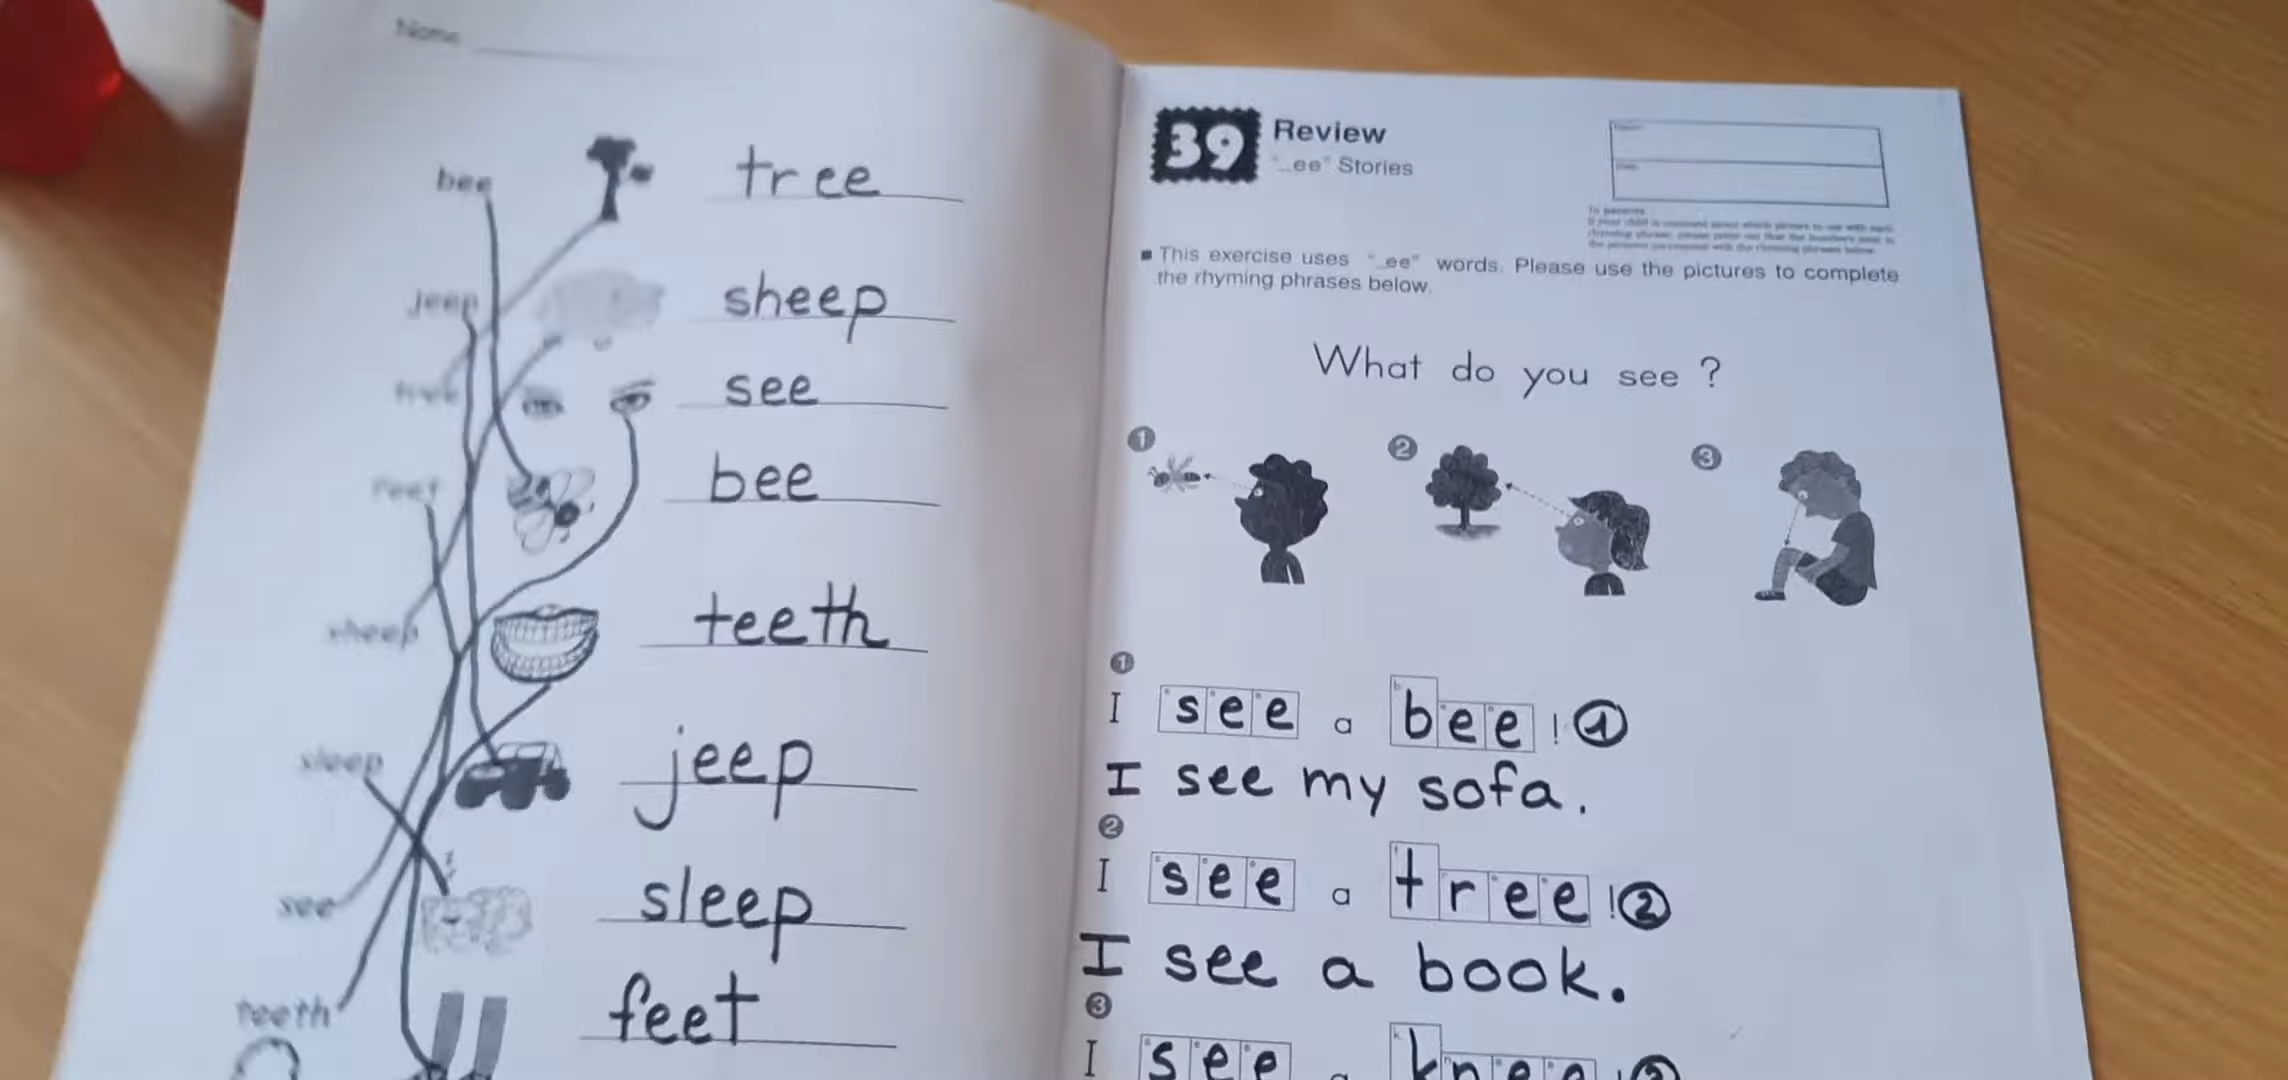 Name
bee
tree
jeep
sheep
tree
see
feet
bee
sheep
teeth
sleep
jeep
see
sleep
teeth
feet
39
Review
"_ee" Stories
To parents
This exercise uses "_ee" words. Please use the pictures to complete
the rhyming phrases below.
What do you see ?
1 2 3
1
I see a bee ! 1
I see my sofa.
2
I see a tree ! 2
I see a book.
3
I see a knee !